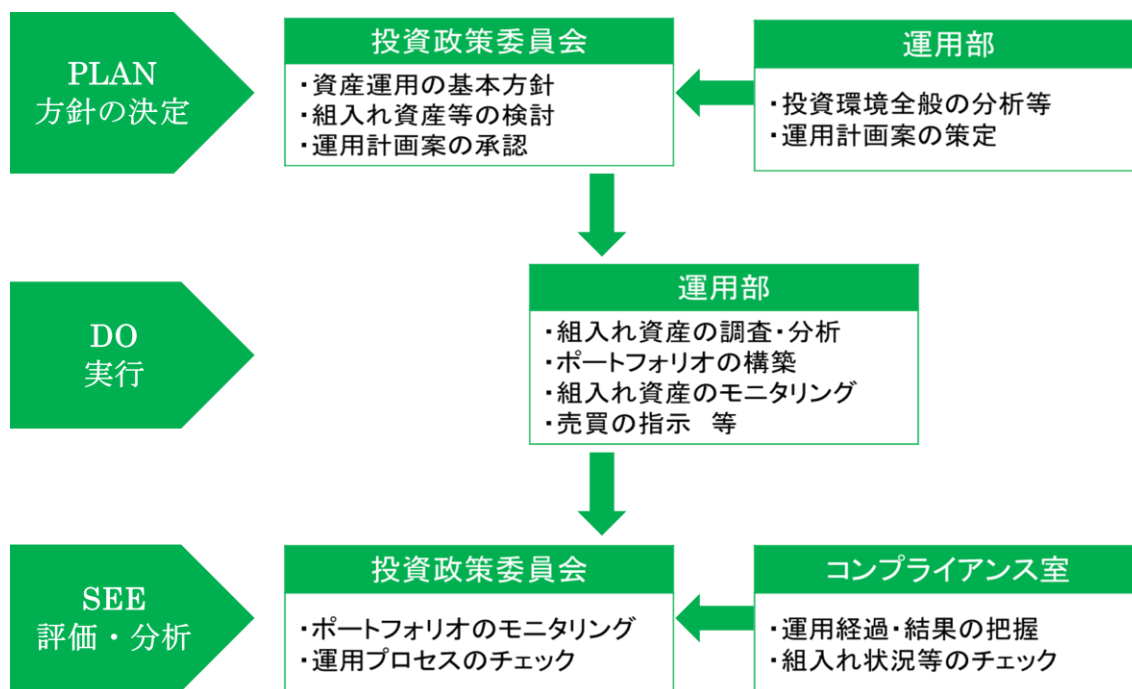 PLAN
方針の決定
投資政策委員会
・資産運用の基本方針
・組入れ資産等の検討
・運用計画案の承認
運用部
・投資環境全般の分析等
・運用計画案の策定
DO
実行
運用部
・組入れ資産の調査・分析
・ポートフォリオの構築
・組入れ資産のモニタリング
・売買の指示　等
SEE
評価・分析
投資政策委員会
・ポートフォリオのモニタリング
・運用プロセスのチェック
コンプライアンス室
・運用経過・結果の把握
・組入れ状況等のチェック